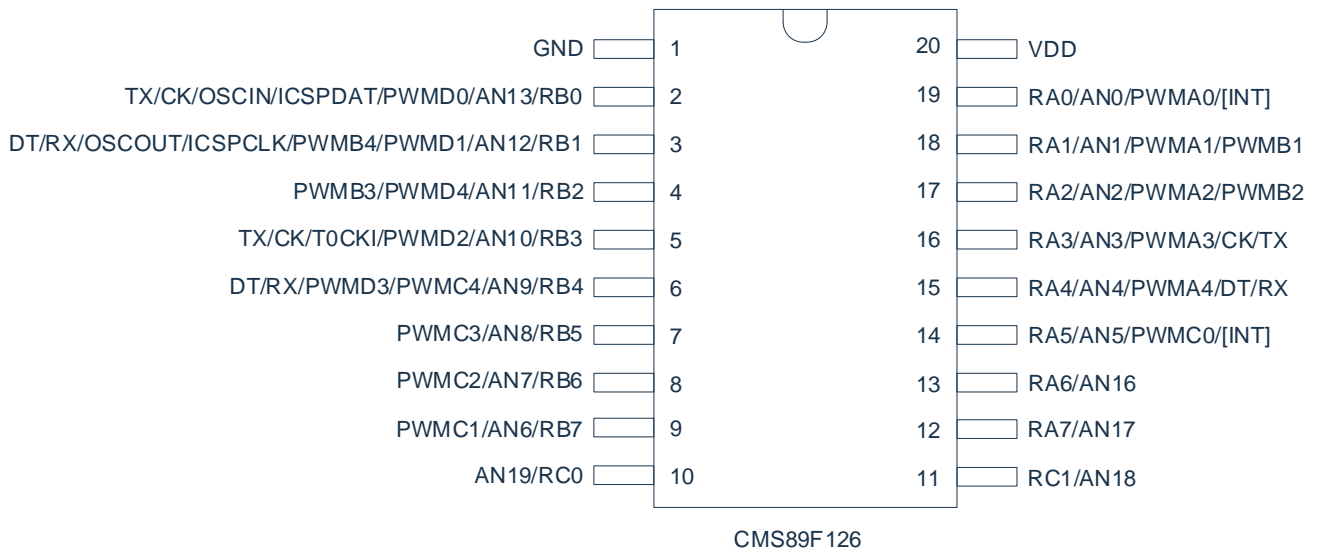 GND 1 20 VDD
TX/CK/OSCIN/ICSPDAT/PWMD0/AN13/RB0 2 19 RA0/AN0/PWMA0/[INT]
DT/RX/OSCOUT/ICSPCLK/PWMB4/PWMD1/AN12/RB1 3 18 RA1/AN1/PWMA1/PWMB1
PWMB3/PWMD4/AN11/RB2 4 17 RA2/AN2/PWMA2/PWMB2
TX/CK/T0CKI/PWMD2/AN10/RB3 5 16 RA3/AN3/PWMA3/CK/TX
DT/RX/PWMD3/PWMC4/AN9/RB4 6 15 RA4/AN4/PWMA4/DT/RX
PWMC3/AN8/RB5 7 14 RA5/AN5/PWMC0/[INT]
PWMC2/AN7/RB6 8 13 RA6/AN16
PWMC1/AN6/RB7 9 12 RA7/AN17
AN19/RC0 10 11 RC1/AN18
CMS89F126